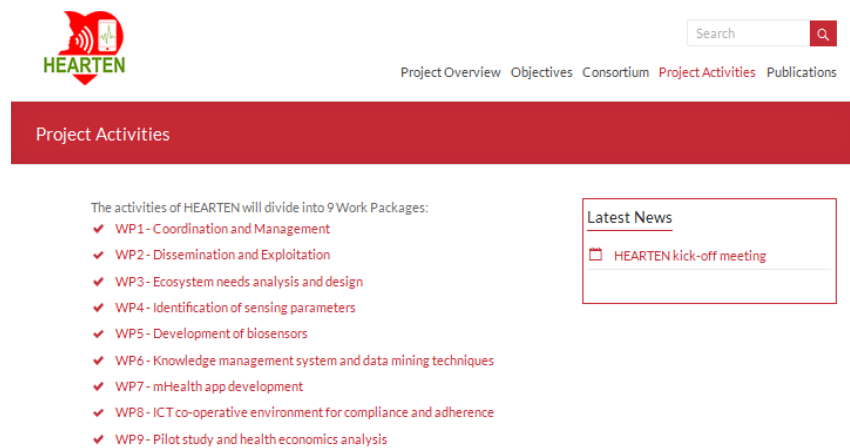 HEARTEN
Search
Project Overview Objectives Consortium Project Activities Publications
Project Activities
The activities of HEARTEN will divide into 9 Work Packages:
WP1 - Coordination and Management
WP2 - Dissemination and Exploitation
WP3 - Ecosystem needs analysis and design
WP4 - Identification of sensing parameters
WP5 - Development of biosensors
WP6 - Knowledge management system and data mining techniques
WP7 - mHealth app development
WP8 - ICT co-operative environment for compliance and adherence
WP9 - Pilot study and health economics analysis
Latest News
HEARTEN kick-off meeting